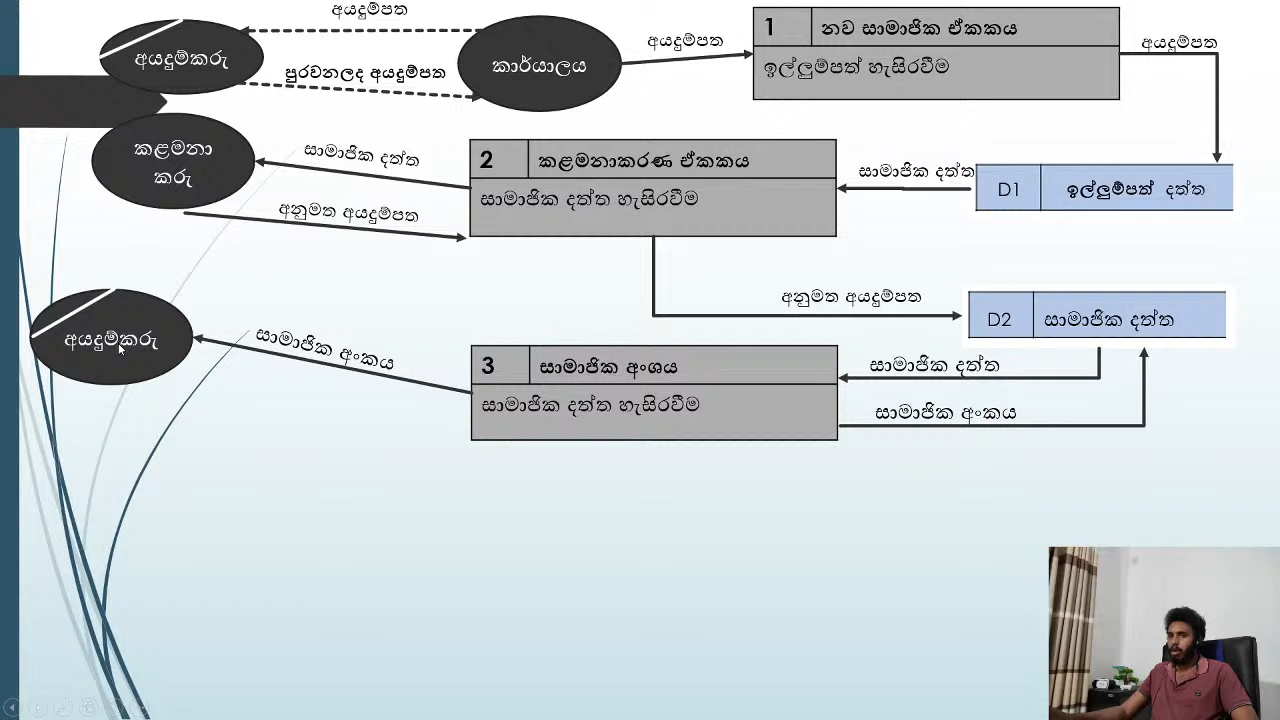 අයදුම්පත
අයදුම්කරු
පුරවනලද අයදුම්පත
කාර්යාලය
අයදුම්පත
1 නව සාමාජික ඒකකය
ඉල්ලුම්පත් හැසිරවීම
අයදුම්පත
කළමනා
කරු
සාමාජික දත්ත
අනුමත අයදුම්පත
2 කළමනාකරණ ඒකකය
සාමාජික දත්ත හැසිරවීම
සාමාජික දත්ත
D1 ඉල්ලුම්පත් දත්ත
අනුමත අයදුම්පත
D2 සාමාජික දත්ත
අයදුම්කරු
සාමාජික අංකය
3 සාමාජික අංශය
සාමාජික දත්ත හැසිරවීම
සාමාජික දත්ත
සාමාජික අංකය